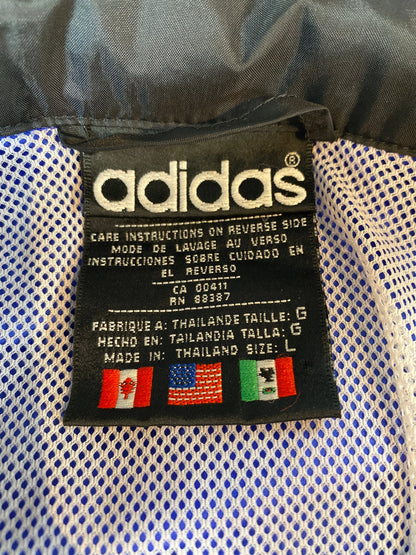 adidas®
CARE INSTRUCTIONS ON REVERSE SIDE
MODE DE LAVAGE AU VERSO
INSTRUCCIONES SOBRE CUIDADO EN
EL REVERSO
CA 00411
RN 88387
FABRIQUE A: THAILANDE TAILLE: G
HECHO EN: TAILANDIA TALLA: G
MADE IN: THAILAND SIZE: L